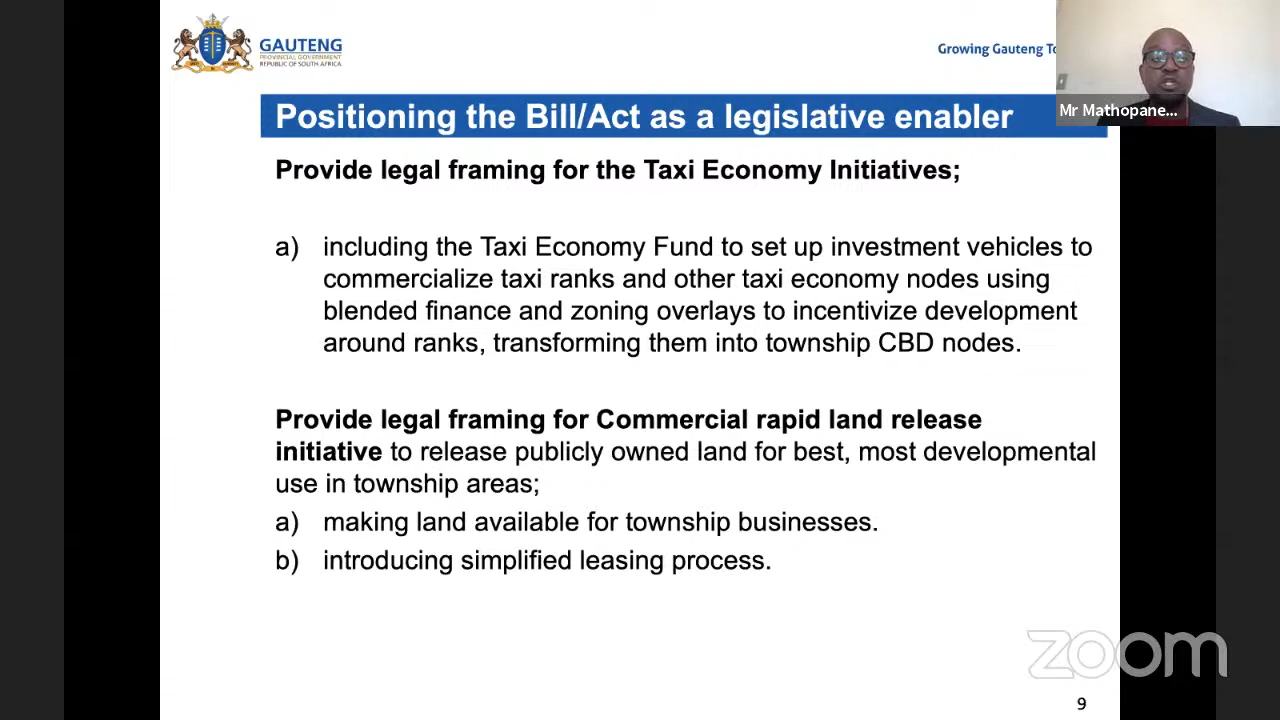 GAUTENG
PROVINCIAL GOVERNMENT
REPUBLIC OF SOUTH AFRICA
Growing Gauteng To
Mr Mathopane...
Positioning the Bill/Act as a legislative enabler
Provide legal framing for the Taxi Economy Initiatives;
a) including the Taxi Economy Fund to set up investment vehicles to
commercialize taxi ranks and other taxi economy nodes using
blended finance and zoning overlays to incentivize development
around ranks, transforming them into township CBD nodes.
Provide legal framing for Commercial rapid land release
initiative to release publicly owned land for best, most developmental
use in township areas;
a) making land available for township businesses.
b) introducing simplified leasing process.
zoom
9